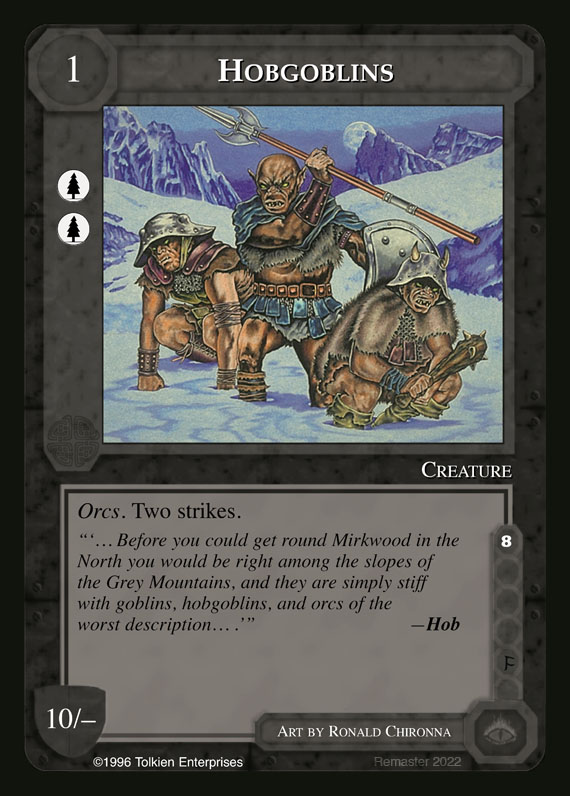 1
Hobgoblins
Creature
Orcs. Two strikes.
“‘… Before you could get round Mirkwood in the
North you would be right among the slopes of
the Grey Mountains, and they are simply stiff
with goblins, hobgoblins, and orcs of the
worst description… .’” –Hob
8
10/–
Art by Ronald Chironna
©1996 Tolkien Enterprises
Remaster 2022